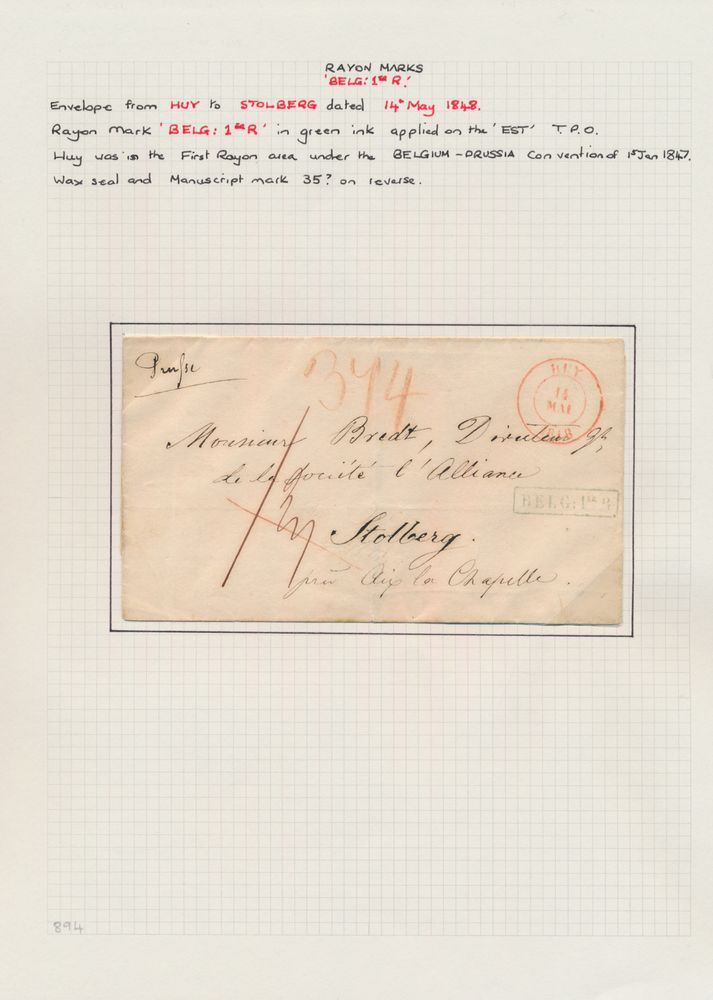 RAYON MARKS
'BELG: 1ER R.'
Envelope from HUY to STOLBERG dated 14th May 1848.
Rayon Mark 'BELG: 1ER R' in green ink applied on the 'EST' T.P.O.
Huy was in the First Rayon area under the BELGIUM – PRUSSIA Convention of 1st Jan 1847.
Wax seal and Manuscript mark 35? on reverse.
Prusse
HUY
14
MAI
1848
Monsieur Bredt, Directeur
de la Société l'Alliance
BELG: 1ER R
Stolberg.
près Aix la Chapelle.
894